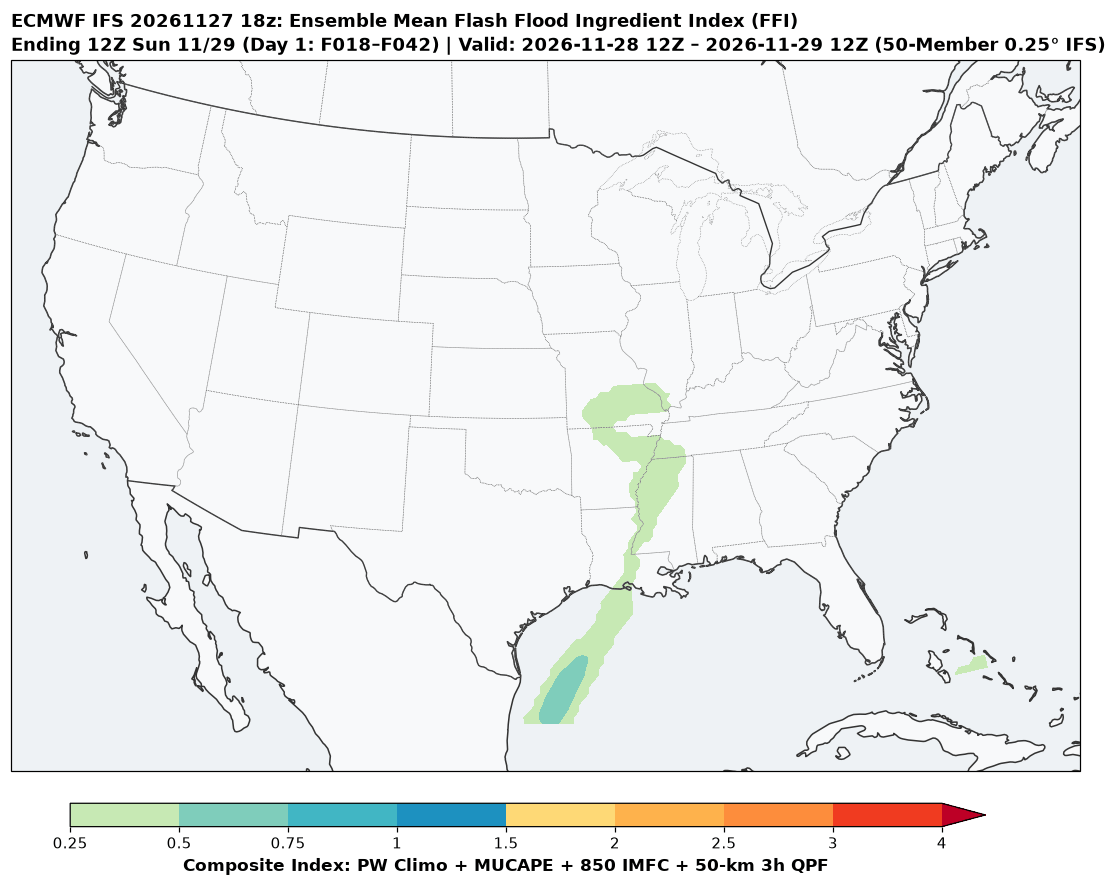 ECMWF IFS 20261127 18z: Ensemble Mean Flash Flood Ingredient Index (FFI)
Ending 12Z Sun 11/29 (Day 1: F018–F042) | Valid: 2026-11-28 12Z – 2026-11-29 12Z (50-Member 0.25° IFS)
0.25 0.5 0.75 1 1.5 2 2.5 3 4
Composite Index: PW Climo + MUCAPE + 850 IMFC + 50-km 3h QPF